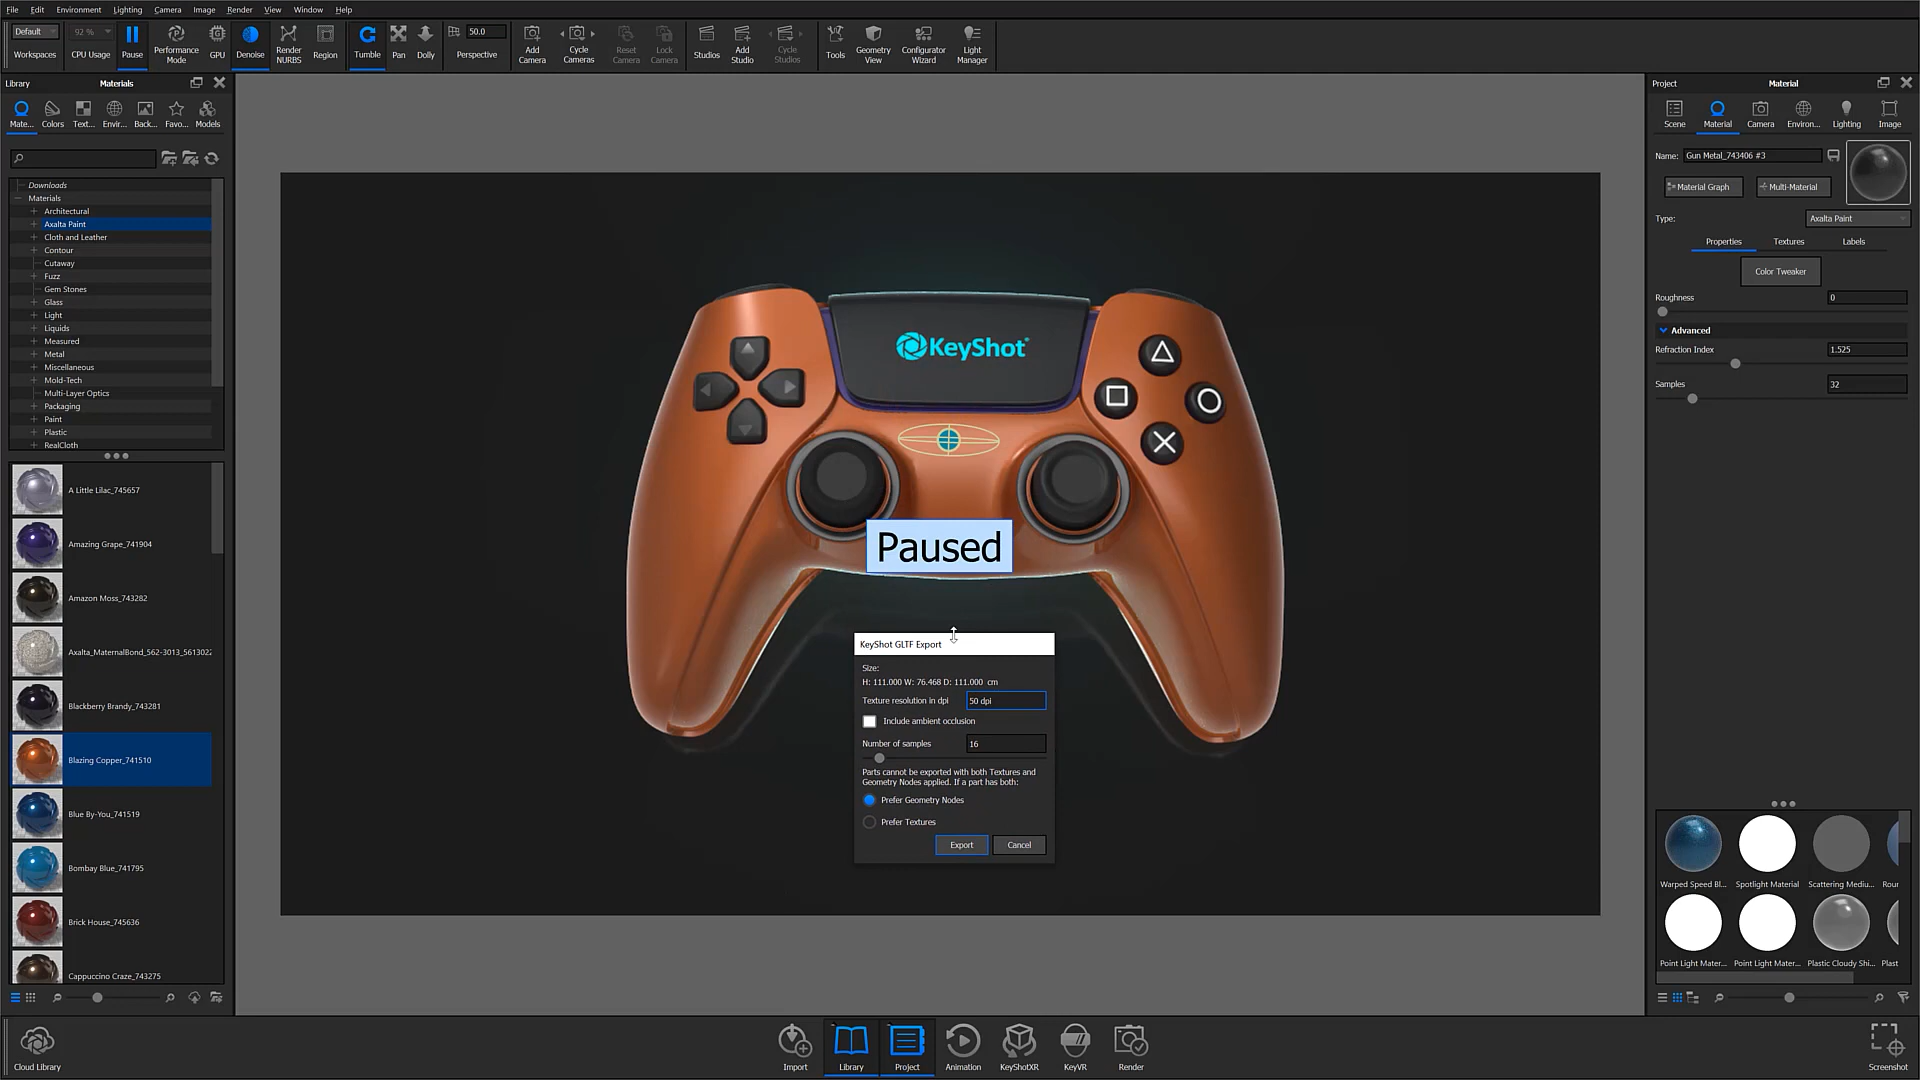 File Edit Environment Lighting Camera Image Render View Window Help
Default 92 % 50.0
Workspaces CPU Usage Pause Performance Mode GPU Denoise Render NURBS Region Tumble Pan Dolly Perspective Add Camera Cycle Cameras Reset Camera Lock Camera Studios Add Studio Cycle Studios Tools Geometry View Configurator Wizard Light Manager
Library Materials
Mate... Colors Text... Envir... Back... Favo... Models
Downloads
Materials
Architectural
Axalta Paint
Cloth and Leather
Contour
Cutaway
Fuzz
Gem Stones
Glass
Light
Liquids
Measured
Metal
Miscellaneous
Mold-Tech
Multi-Layer Optics
Packaging
Paint
Plastic
RealCloth
A Little Lilac_745657
Amazing Grape_741904
Amazon Moss_743282
Axalta_MaternalBond_562-3013_5613022
Blackberry Brandy_743281
Blazing Copper_741510
Blue By-You_741519
Bombay Blue_741795
Brick House_745636
Cappuccino Craze_743275
KeyShot®
Paused
KeyShot GLTF Export
Size:
H: 111.000 W: 76.468 D: 111.000 cm
Texture resolution in dpi 50 dpi
Include ambient occlusion
Number of samples 16
Parts cannot be exported with both Textures and
Geometry Nodes applied. If a part has both:
Prefer Geometry Nodes
Prefer Textures
Export Cancel
Project Material
Scene Material Camera Environ... Lighting Image
Name: Gun Metal_743406 #3
Material Graph Multi-Material
Type: Axalta Paint
Properties Textures Labels
Color Tweaker
Roughness 0
Advanced
Refraction Index 1.525
Samples 32
Warped Speed Bl... Spotlight Material Scattering Mediu... Rour
Point Light Mater... Point Light Mater... Plastic Cloudy Shi... Plast
Cloud Library Import Library Project Animation KeyShotXR KeyVR Render Screenshot